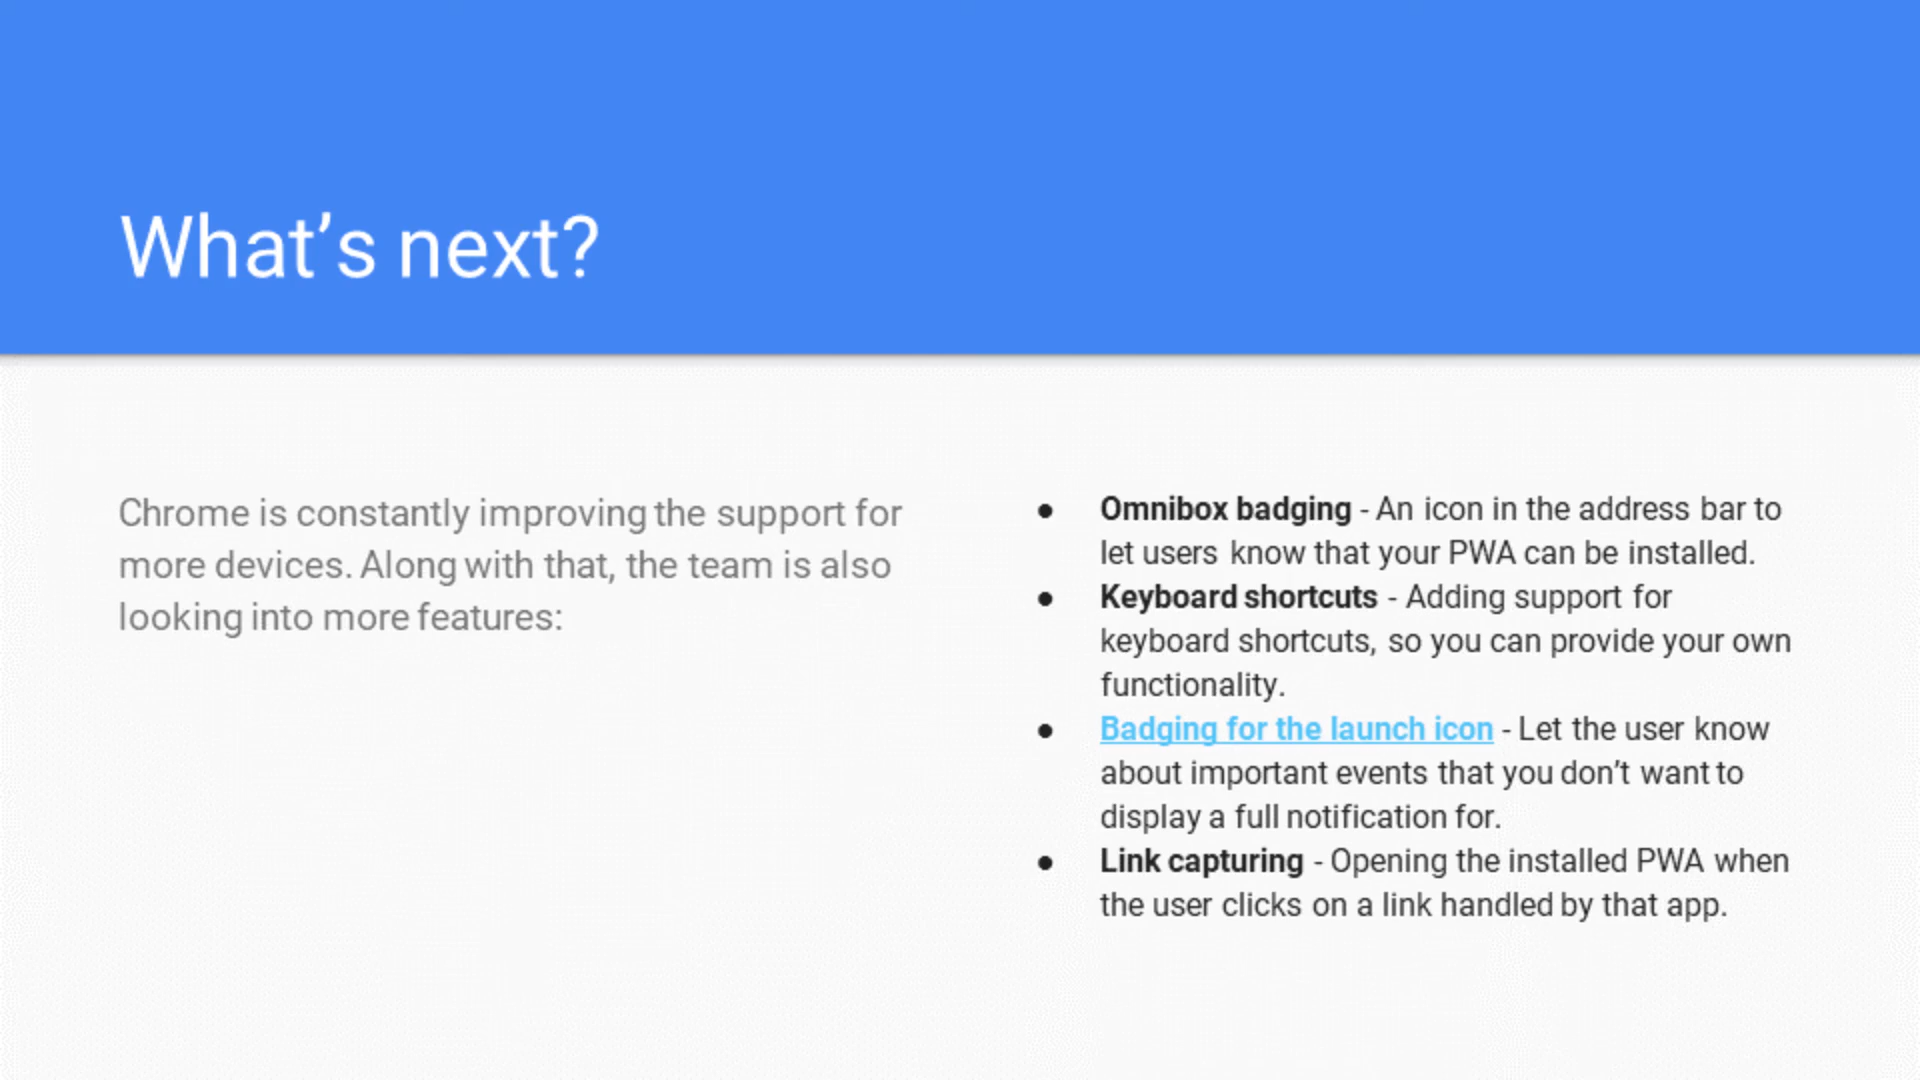 What’s next?
Chrome is constantly improving the support for
more devices. Along with that, the team is also
looking into more features:
● Omnibox badging - An icon in the address bar to
let users know that your PWA can be installed.
● Keyboard shortcuts - Adding support for
keyboard shortcuts, so you can provide your own
functionality.
● Badging for the launch icon - Let the user know
about important events that you don’t want to
display a full notification for.
● Link capturing - Opening the installed PWA when
the user clicks on a link handled by that app.